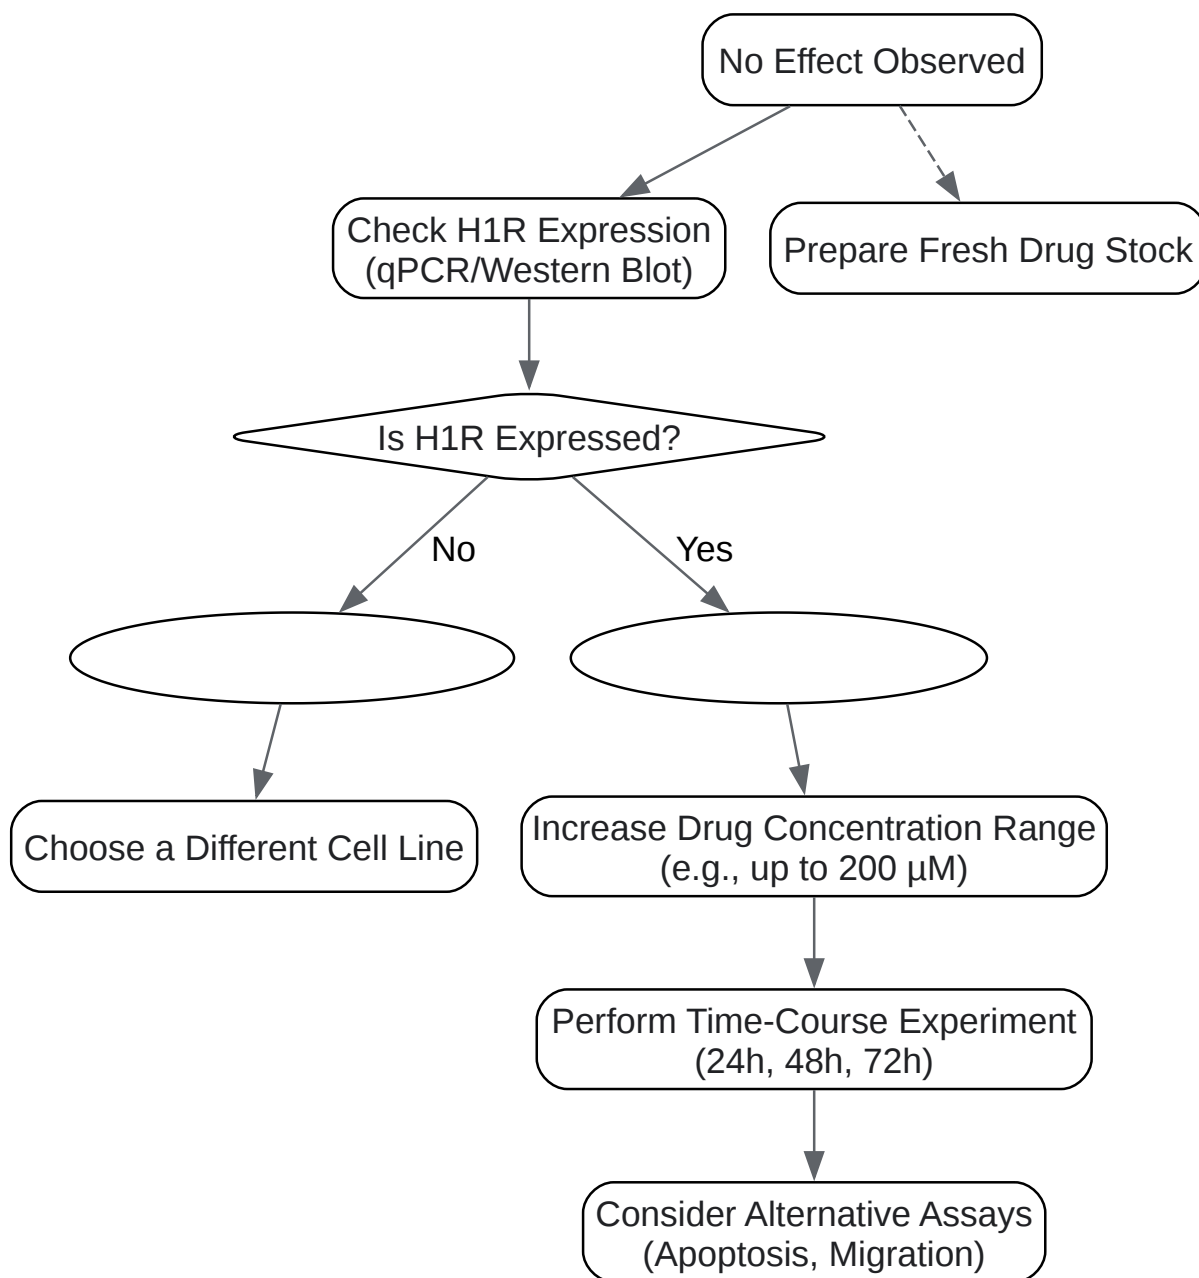 No Effect Observed
Check H1R Expression
(qPCR/Western Blot)
Prepare Fresh Drug Stock
Is H1R Expressed?
No
Yes
Choose a Different Cell Line
Increase Drug Concentration Range
(e.g., up to 200 µM)
Perform Time-Course Experiment
(24h, 48h, 72h)
Consider Alternative Assays
(Apoptosis, Migration)